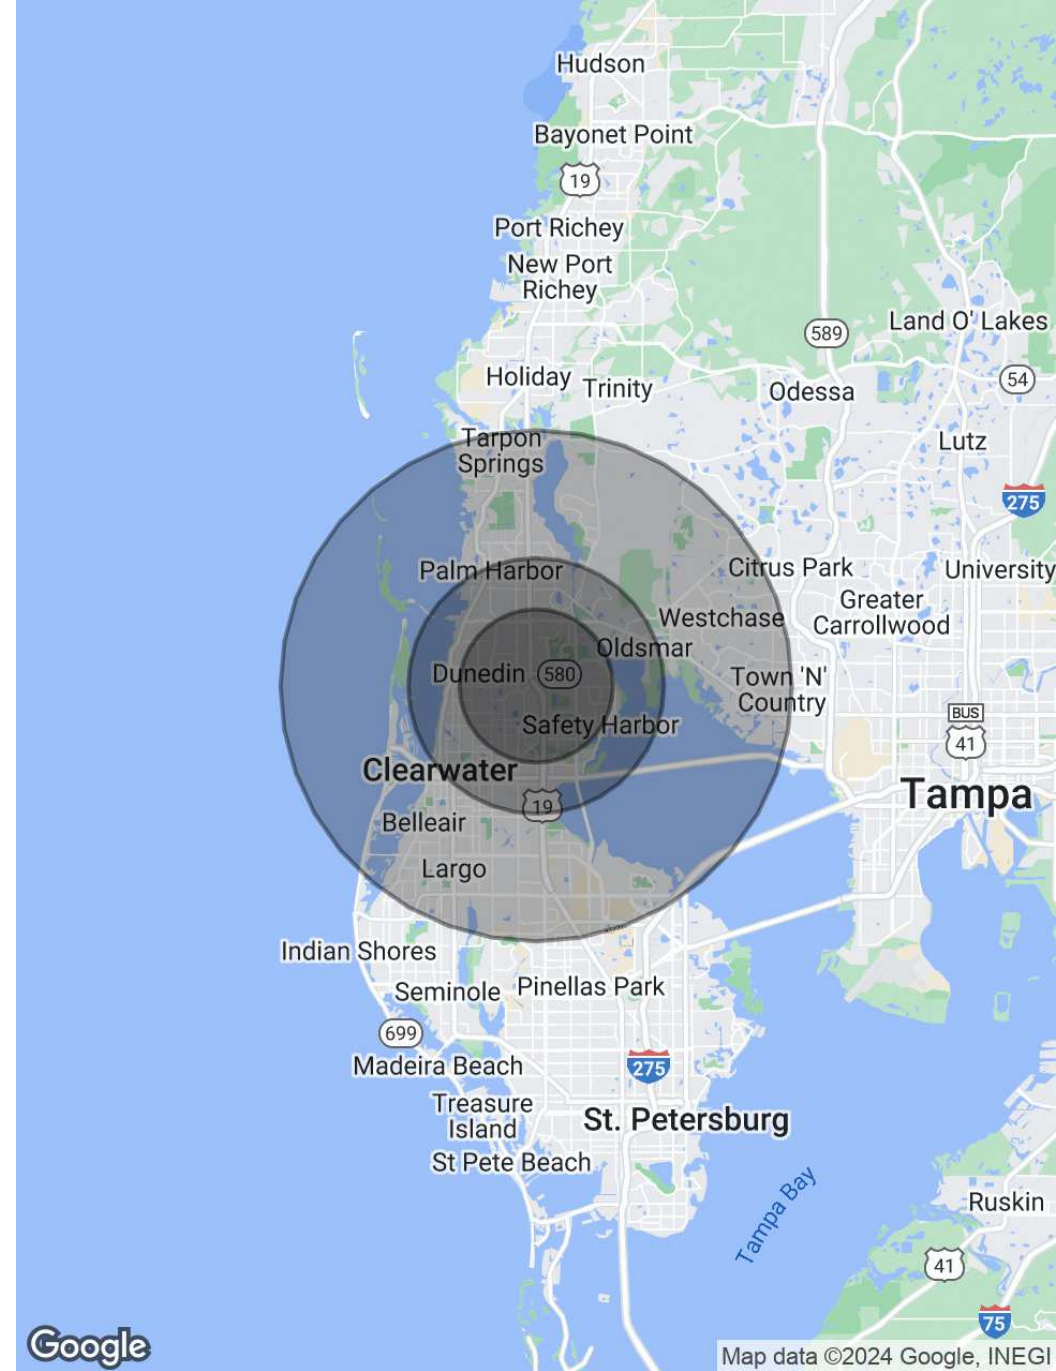 Hudson
Bayonet Point
19
Port Richey
New Port
Richey
Land O' Lakes
589
Holiday
Trinity
Odessa
54
Tarpon
Springs
Lutz
275
Palm Harbor
Citrus Park
University
Greater
Carrollwood
Westchase
Oldsmar
Dunedin
580
Town 'N'
Country
Safety Harbor
BUS
41
Clearwater
Tampa
19
Belleair
Largo
Indian Shores
Seminole
Pinellas Park
699
Madeira Beach
275
Treasure
Island
St. Petersburg
St Pete Beach
Tampa Bay
Ruskin
41
75
Google
Map data ©2024 Google, INEGI